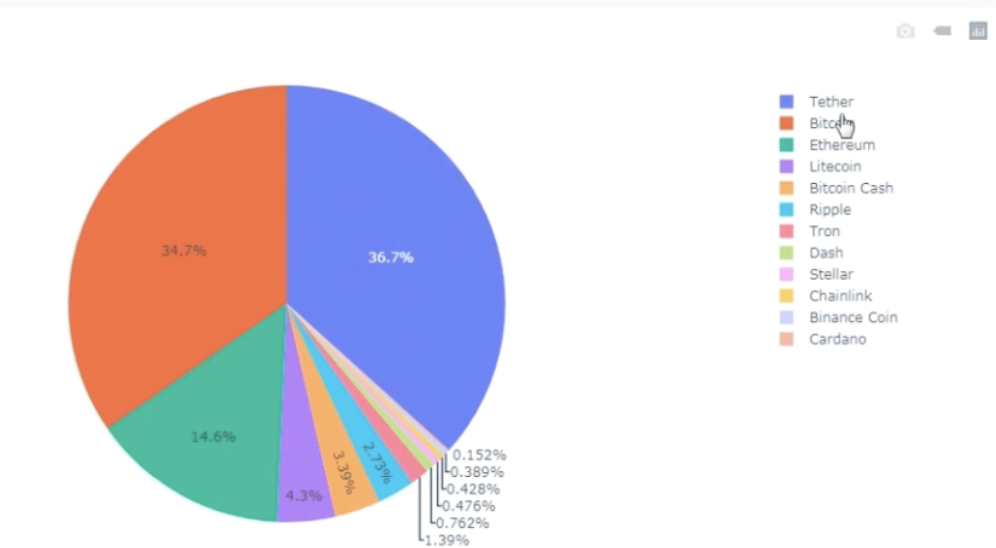 Tether
Bitc
Ethereum
Litecoin
Bitcoin Cash
Ripple
Tron
Dash
Stellar
Chainlink
Binance Coin
Cardano
34.7%
36.7%
14.6%
4.3%
3.39%
2.73%
0.152%
0.389%
0.428%
0.476%
0.762%
1.39%